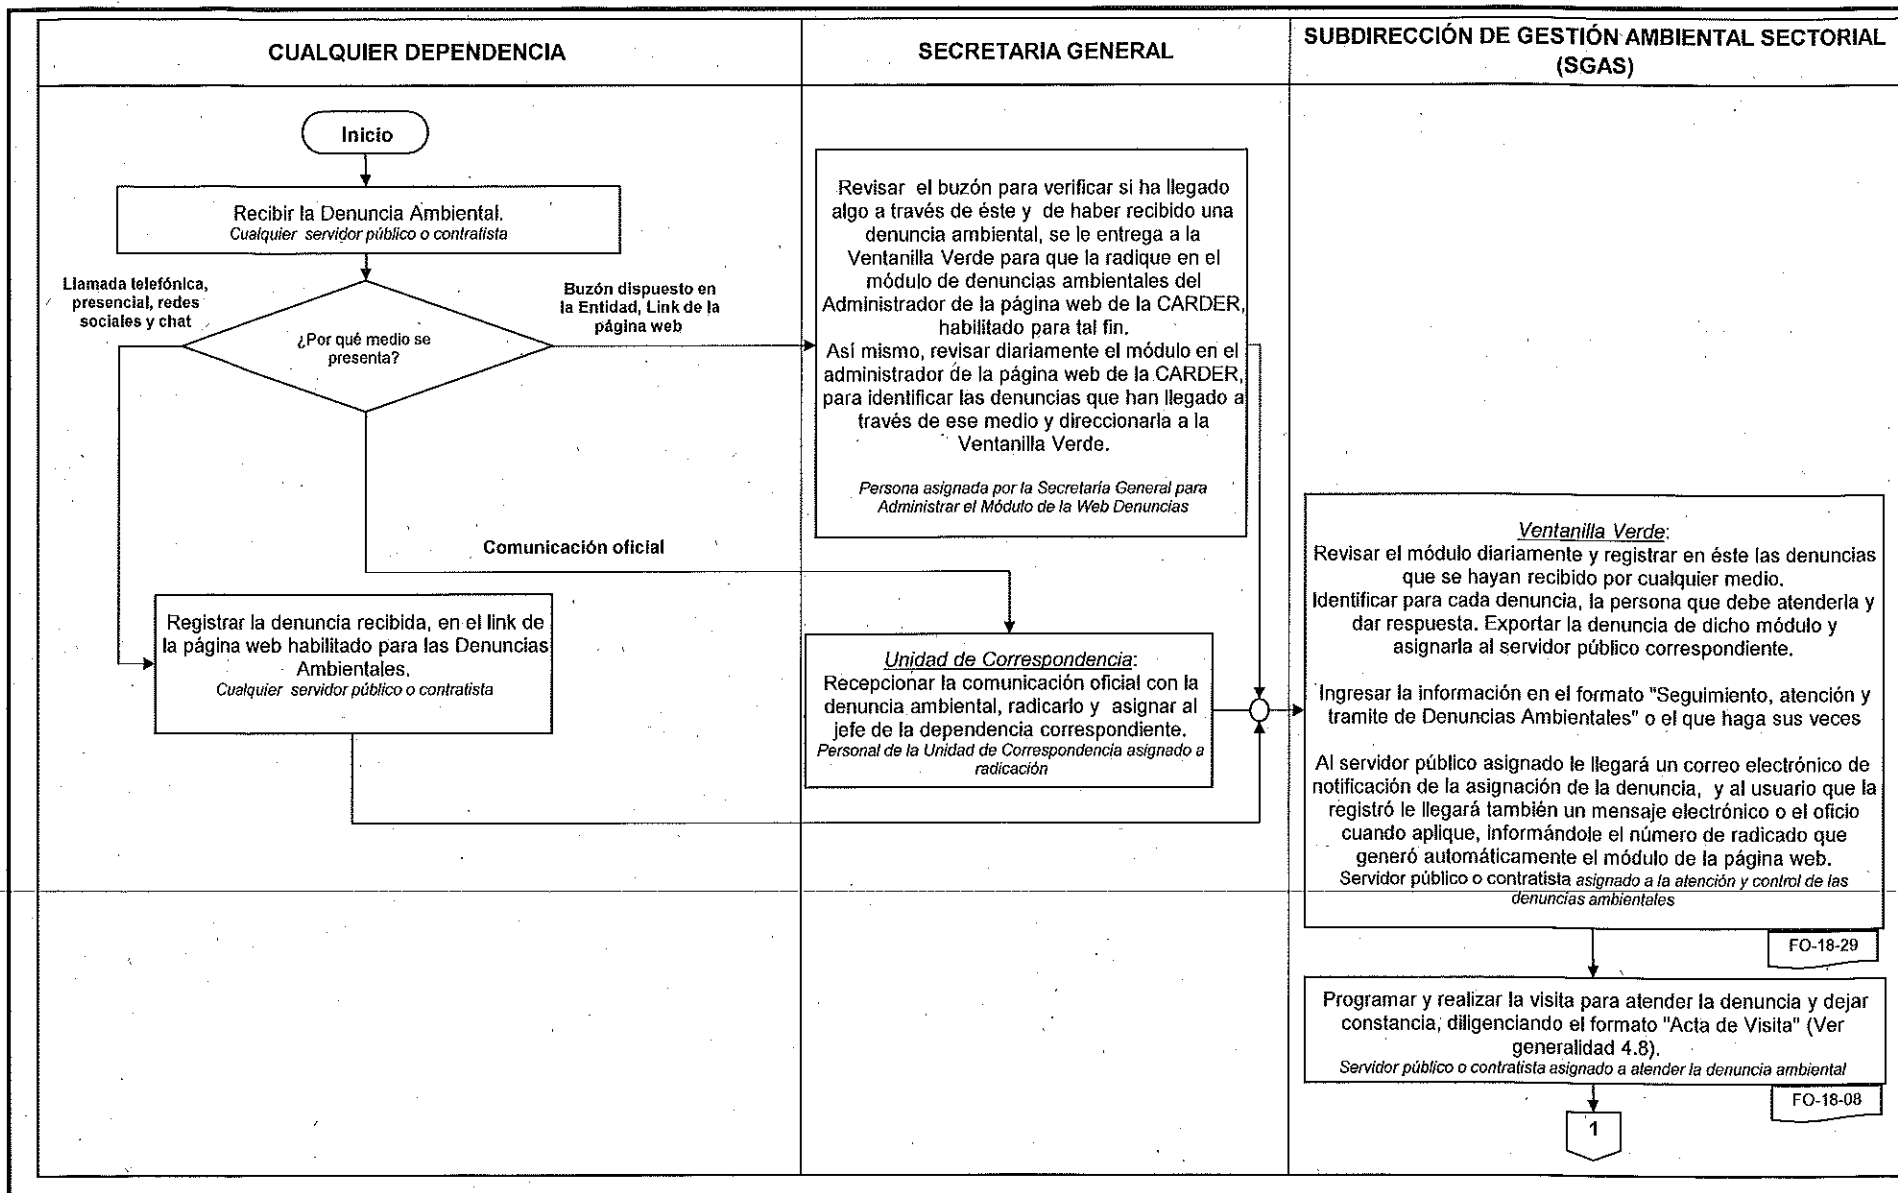 CUALQUIER DEPENDENCIA
SECRETARIA GENERAL
SUBDIRECCIÓN DE GESTIÓN AMBIENTAL SECTORIAL
(SGAS)
Inicio
Recibir la Denuncia Ambiental.
Cualquier servidor público o contratista
Llamada telefónica,
presencial, redes
sociales y chat
¿Por qué medio se
presenta?
Buzón dispuesto en
la Entidad, Link de la
página web
Comunicación oficial
Registrar la denuncia recibida, en el link de
la página web habilitado para las Denuncias
Ambientales.
Cualquier servidor público o contratista
Revisar el buzón para verificar si ha llegado
algo a través de éste y de haber recibido una
denuncia ambiental, se le entrega a la
Ventanilla Verde para que la radique en el
módulo de denuncias ambientales del
Administrador de la página web de la CARDER,
habilitado para tal fin.
Así mismo, revisar diariamente el módulo en el
administrador de la página web de la CARDER,
para identificar las denuncias que han llegado a
través de ese medio y direccionarla a la
Ventanilla Verde.
Persona asignada por la Secretaría General para
Administrar el Módulo de la Web Denuncias
Unidad de Correspondencia:
Recepcionar la comunicación oficial con la
denuncia ambiental, radicarlo y asignar al
jefe de la dependencia correspondiente.
Personal de la Unidad de Correspondencia asignado a
radicación
Ventanilla Verde:
Revisar el módulo diariamente y registrar en éste las denuncias
que se hayan recibido por cualquier medio.
Identificar para cada denuncia, la persona que debe atenderla y
dar respuesta. Exportar la denuncia de dicho módulo y
asignarla al servidor público correspondiente.
Ingresar la información en el formato "Seguimiento, atención y
tramite de Denuncias Ambientales" o el que haga sus veces
Al servidor público asignado le llegará un correo electrónico de
notificación de la asignación de la denuncia, y al usuario que la
registró le llegará también un mensaje electrónico o el oficio
cuando aplique, informándole el número de radicado que
generó automáticamente el módulo de la página web.
Servidor público o contratista asignado a la atención y control de las
denuncias ambientales
FO-18-29
Programar y realizar la visita para atender la denuncia y dejar
constancia, diligenciando el formato "Acta de Visita" (Ver
generalidad 4.8).
Servidor público o contratista asignado a atender la denuncia ambiental
FO-18-08
1